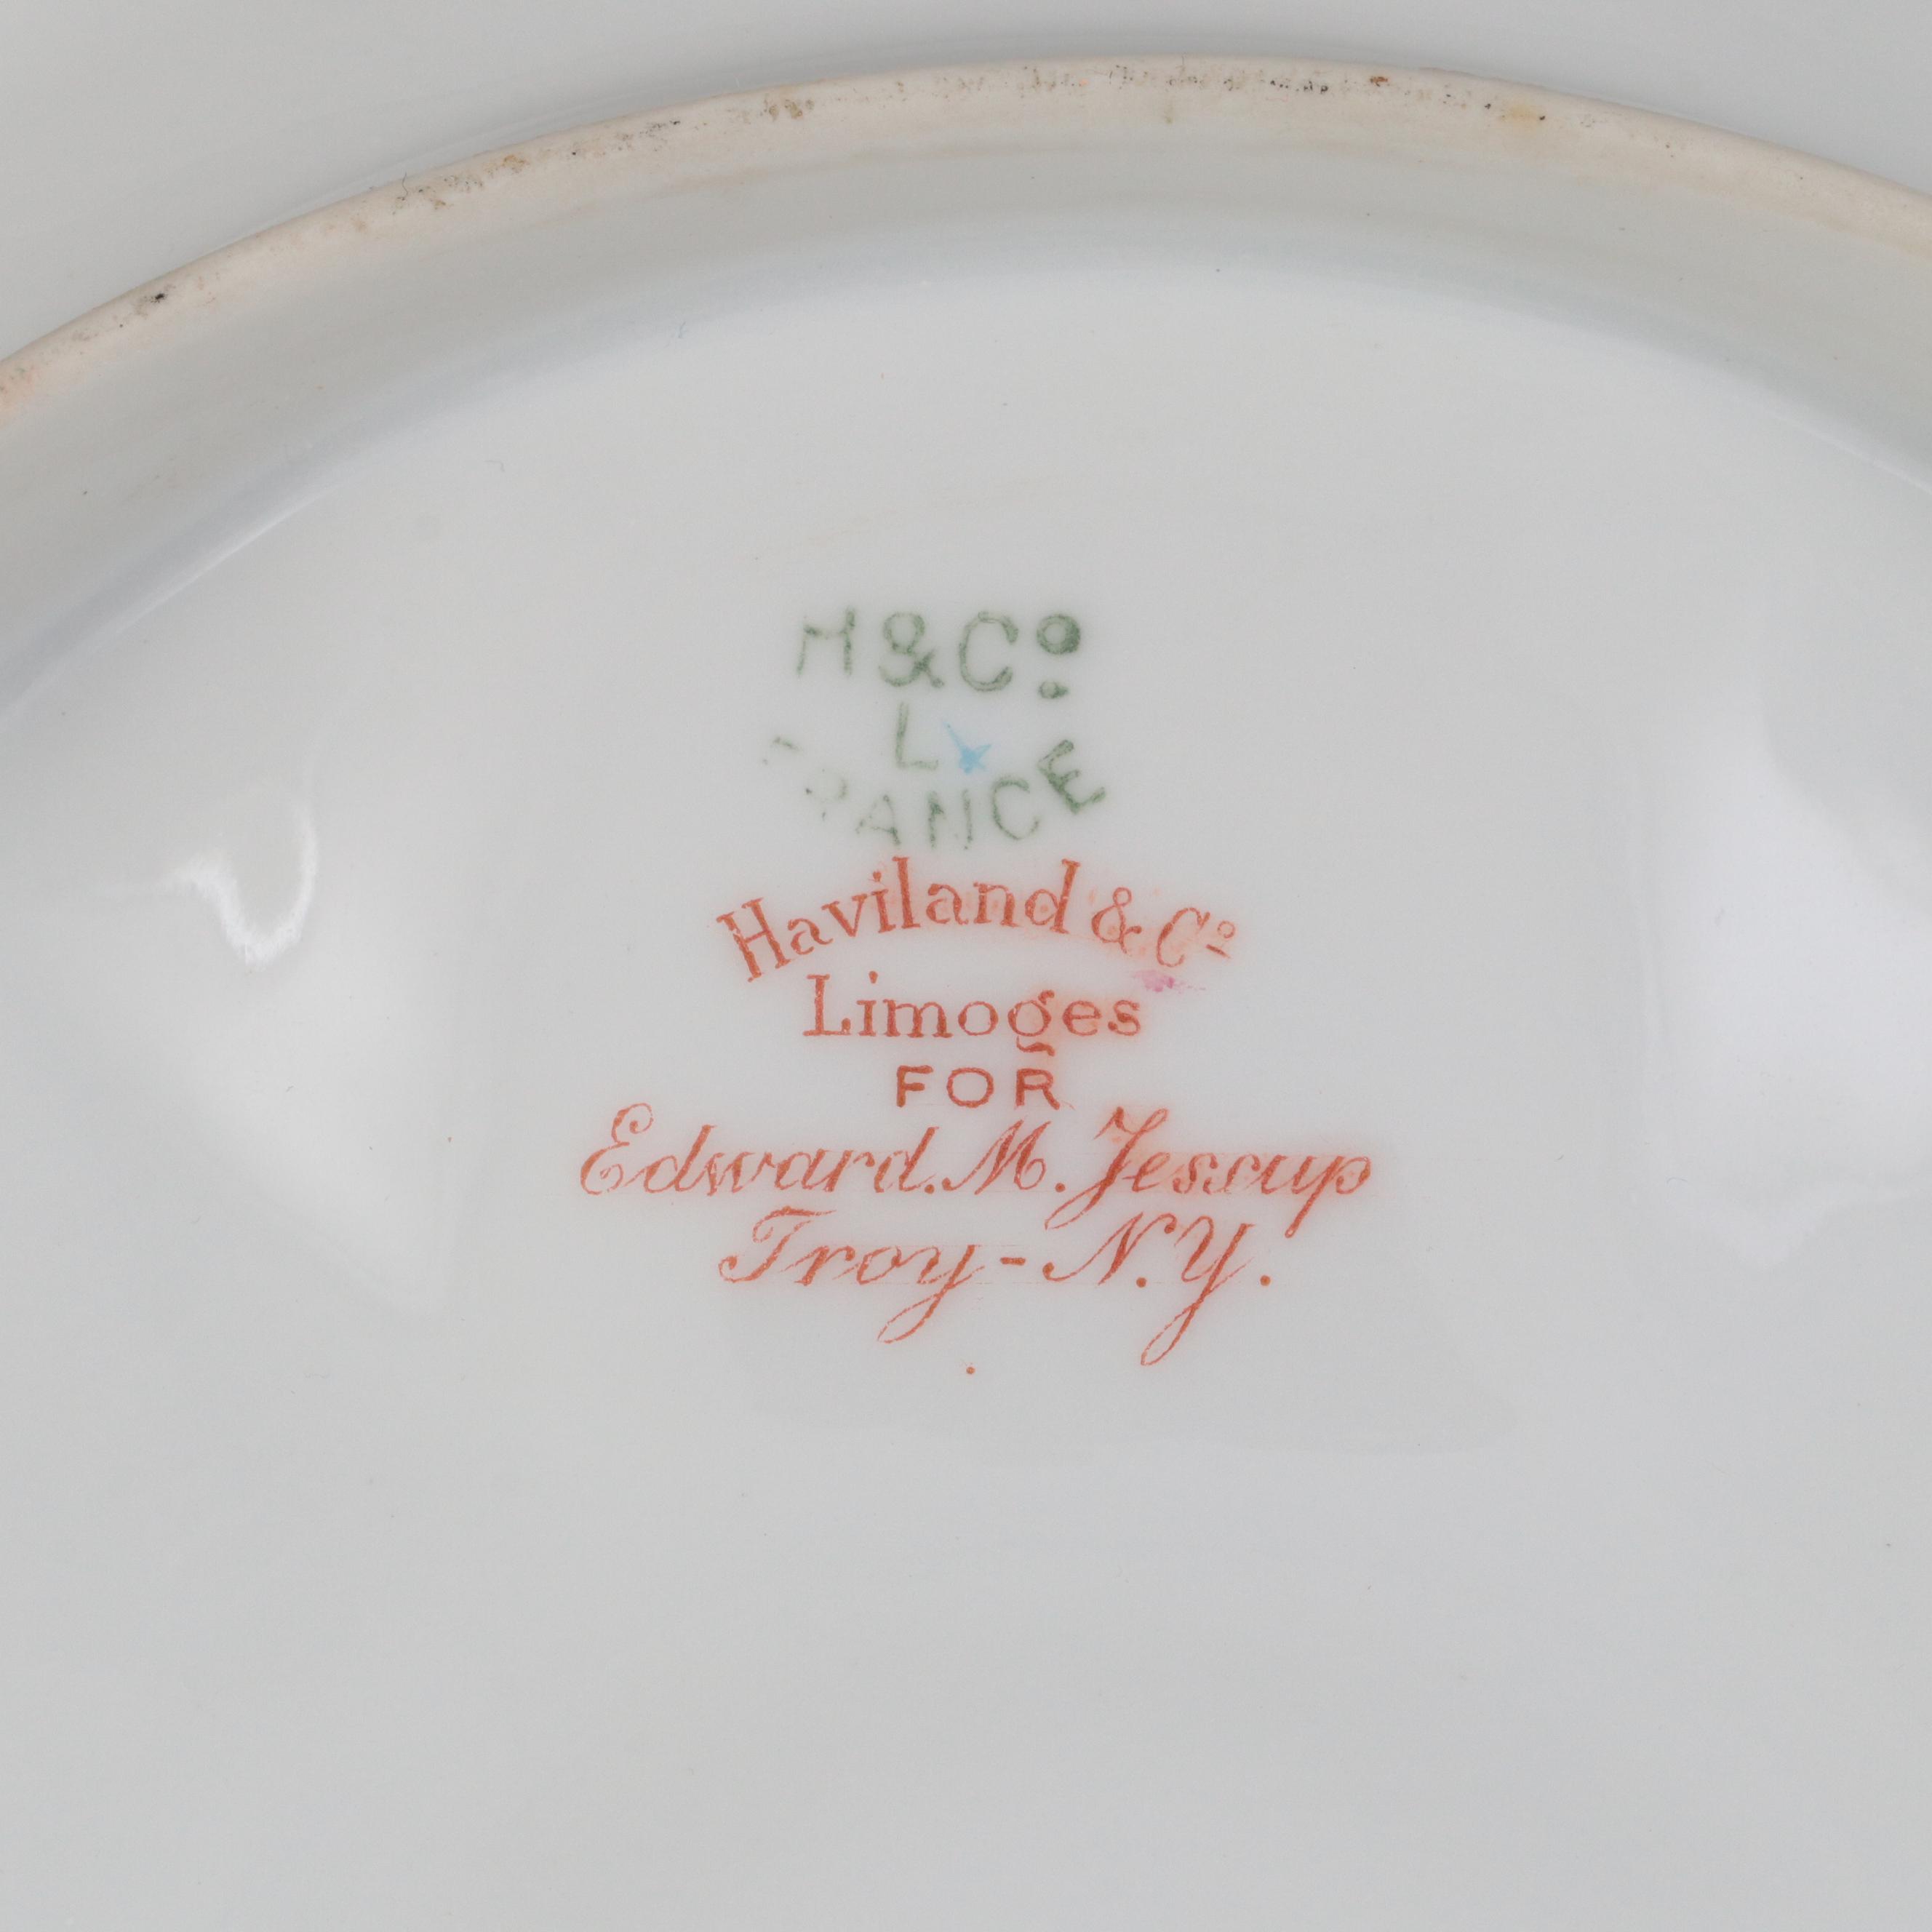 H & Co.
L
FRANCE
Haviland & Co
Limoges
FOR
Edward. M. Jessup
Troy - N. Y.